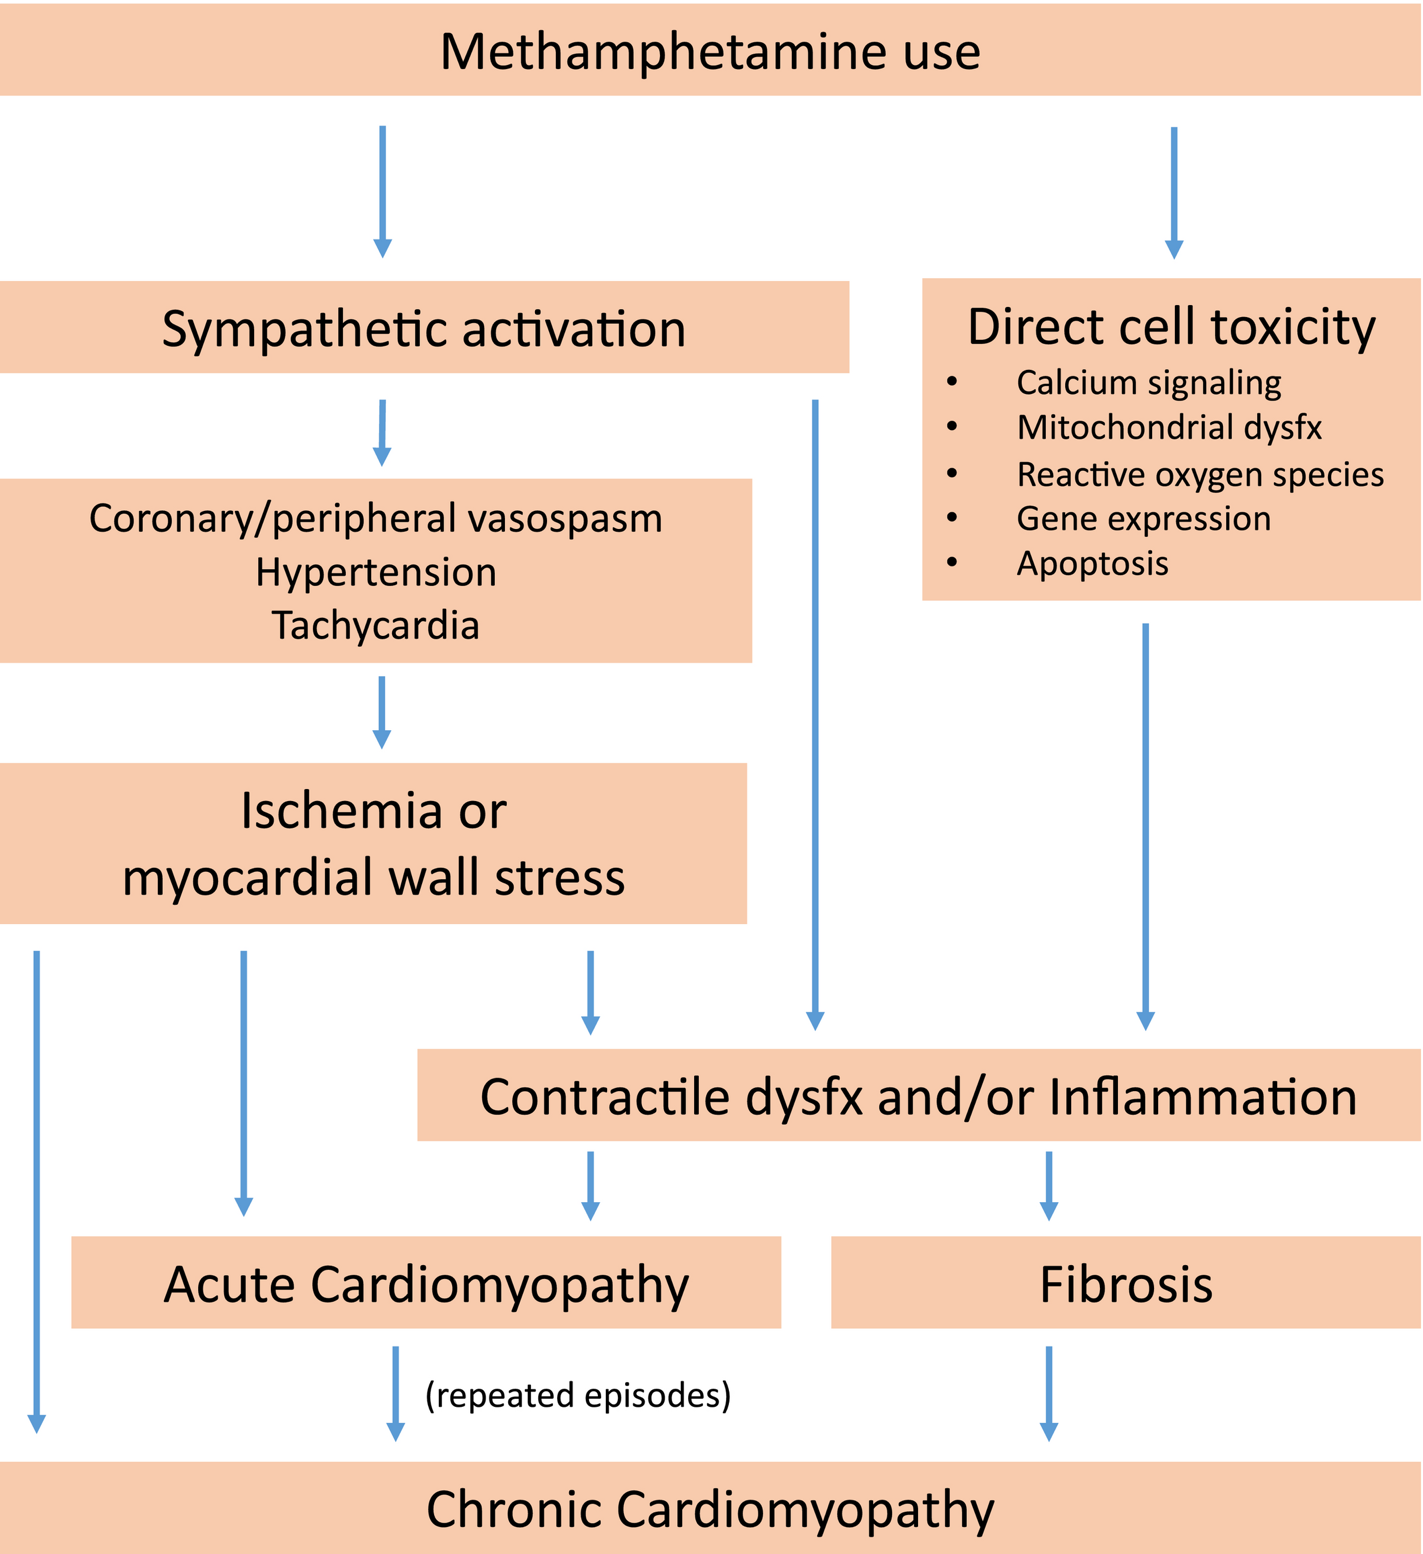 Methamphetamine use
Sympathetic activation
Direct cell toxicity
• Calcium signaling
• Mitochondrial dysfx
• Reactive oxygen species
• Gene expression
• Apoptosis
Coronary/peripheral vasospasm
Hypertension
Tachycardia
Ischemia or
myocardial wall stress
Contractile dysfx and/or Inflammation
Acute Cardiomyopathy
Fibrosis
(repeated episodes)
Chronic Cardiomyopathy